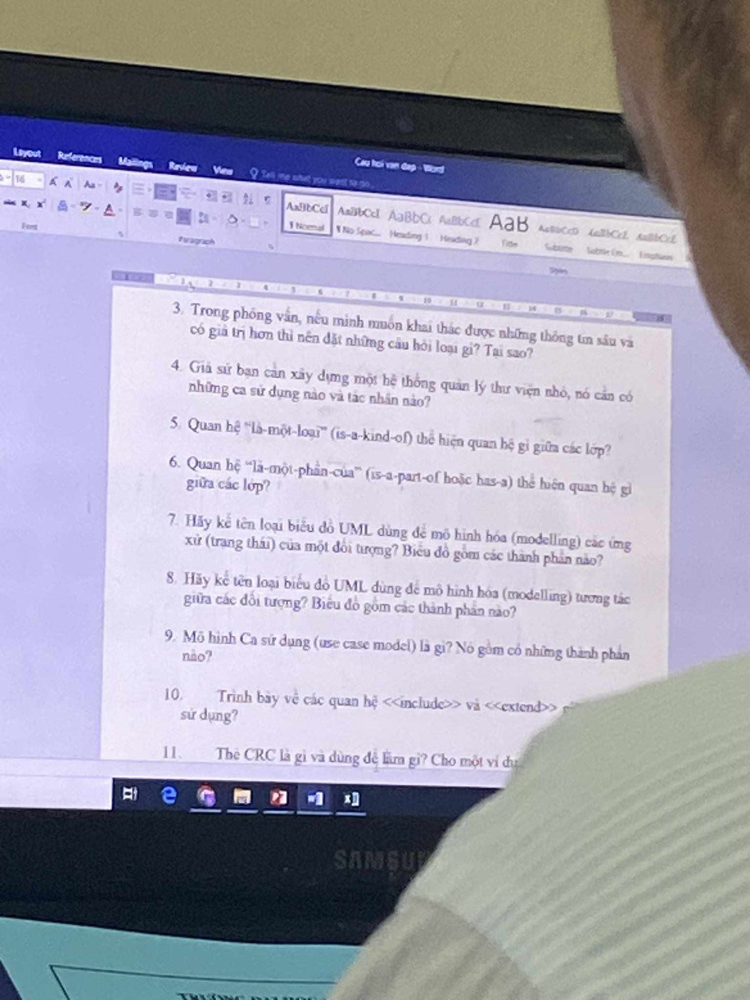 Cau hoi van dap - Word
Layout References Mailings Review View Tell me what you want to do...
16
AaBbCcI AaBbCcI AaBbCc AaBbCcE AaB AaBbCcD AaBbCcE AaBbCcE
Normal No Spac... Heading 1 Heading 2 Title Subtitle Subtle Em... Emphasis
Font Paragraph Styles
3. Trong phỏng vấn, nếu mình muốn khai thác được những thông tin sâu và
có giá trị hơn thì nên đặt những câu hỏi loại gì? Tại sao?
4. Giả sử bạn cần xây dựng một hệ thống quản lý thư viện nhỏ, nó cần có
những ca sử dụng nào và tác nhân nào?
5. Quan hệ “là-một-loại” (is-a-kind-of) thể hiện quan hệ gì giữa các lớp?
6. Quan hệ “là-một-phần-của” (is-a-part-of hoặc has-a) thể hiện quan hệ gì
giữa các lớp?
7. Hãy kể tên loại biểu đồ UML dùng để mô hình hóa (modelling) các ứng
xử (trạng thái) của một đối tượng? Biểu đồ gồm các thành phần nào?
8. Hãy kể tên loại biểu đồ UML dùng để mô hình hóa (modelling) tương tác
giữa các đối tượng? Biểu đồ gồm các thành phần nào?
9. Mô hình Ca sử dụng (use case model) là gì? Nó gồm có những thành phần
nào?
10. Trình bày về các quan hệ <<include>> và <<extend>>
sử dụng?
11. Thẻ CRC là gì và dùng để làm gì? Cho một ví dụ
SAMSUN